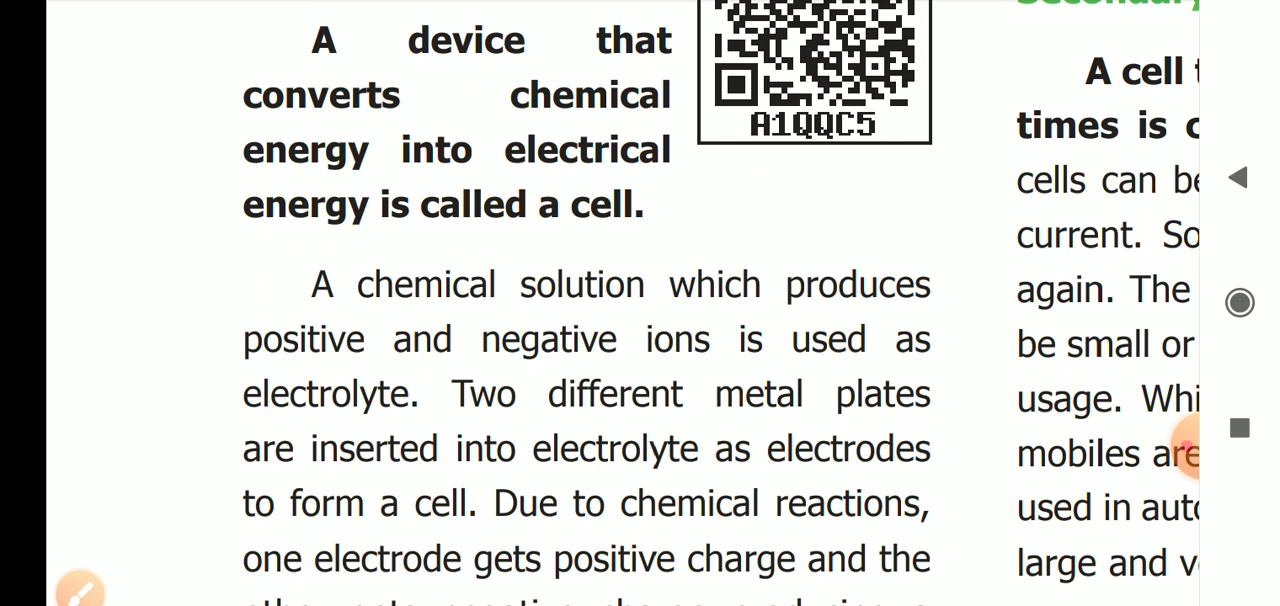 A device that
converts chemical
energy into electrical
energy is called a cell.
A1QQC5
A chemical solution which produces
positive and negative ions is used as
electrolyte. Two different metal plates
are inserted into electrolyte as electrodes
to form a cell. Due to chemical reactions,
one electrode gets positive charge and the
A cell
times is
cells can
current. So
again. The
be small or
usage.
mobiles are
used in
large and